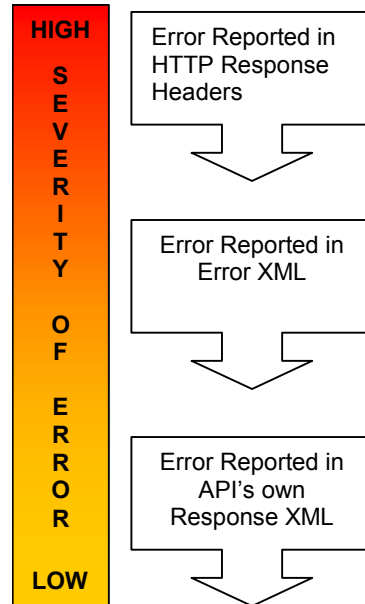 HIGH
S
E
V
E
R
I
T
Y
O
F
E
R
R
O
R
LOW
Error Reported in
HTTP Response
Headers
Error Reported in
Error XML
Error Reported in
API's own
Response XML